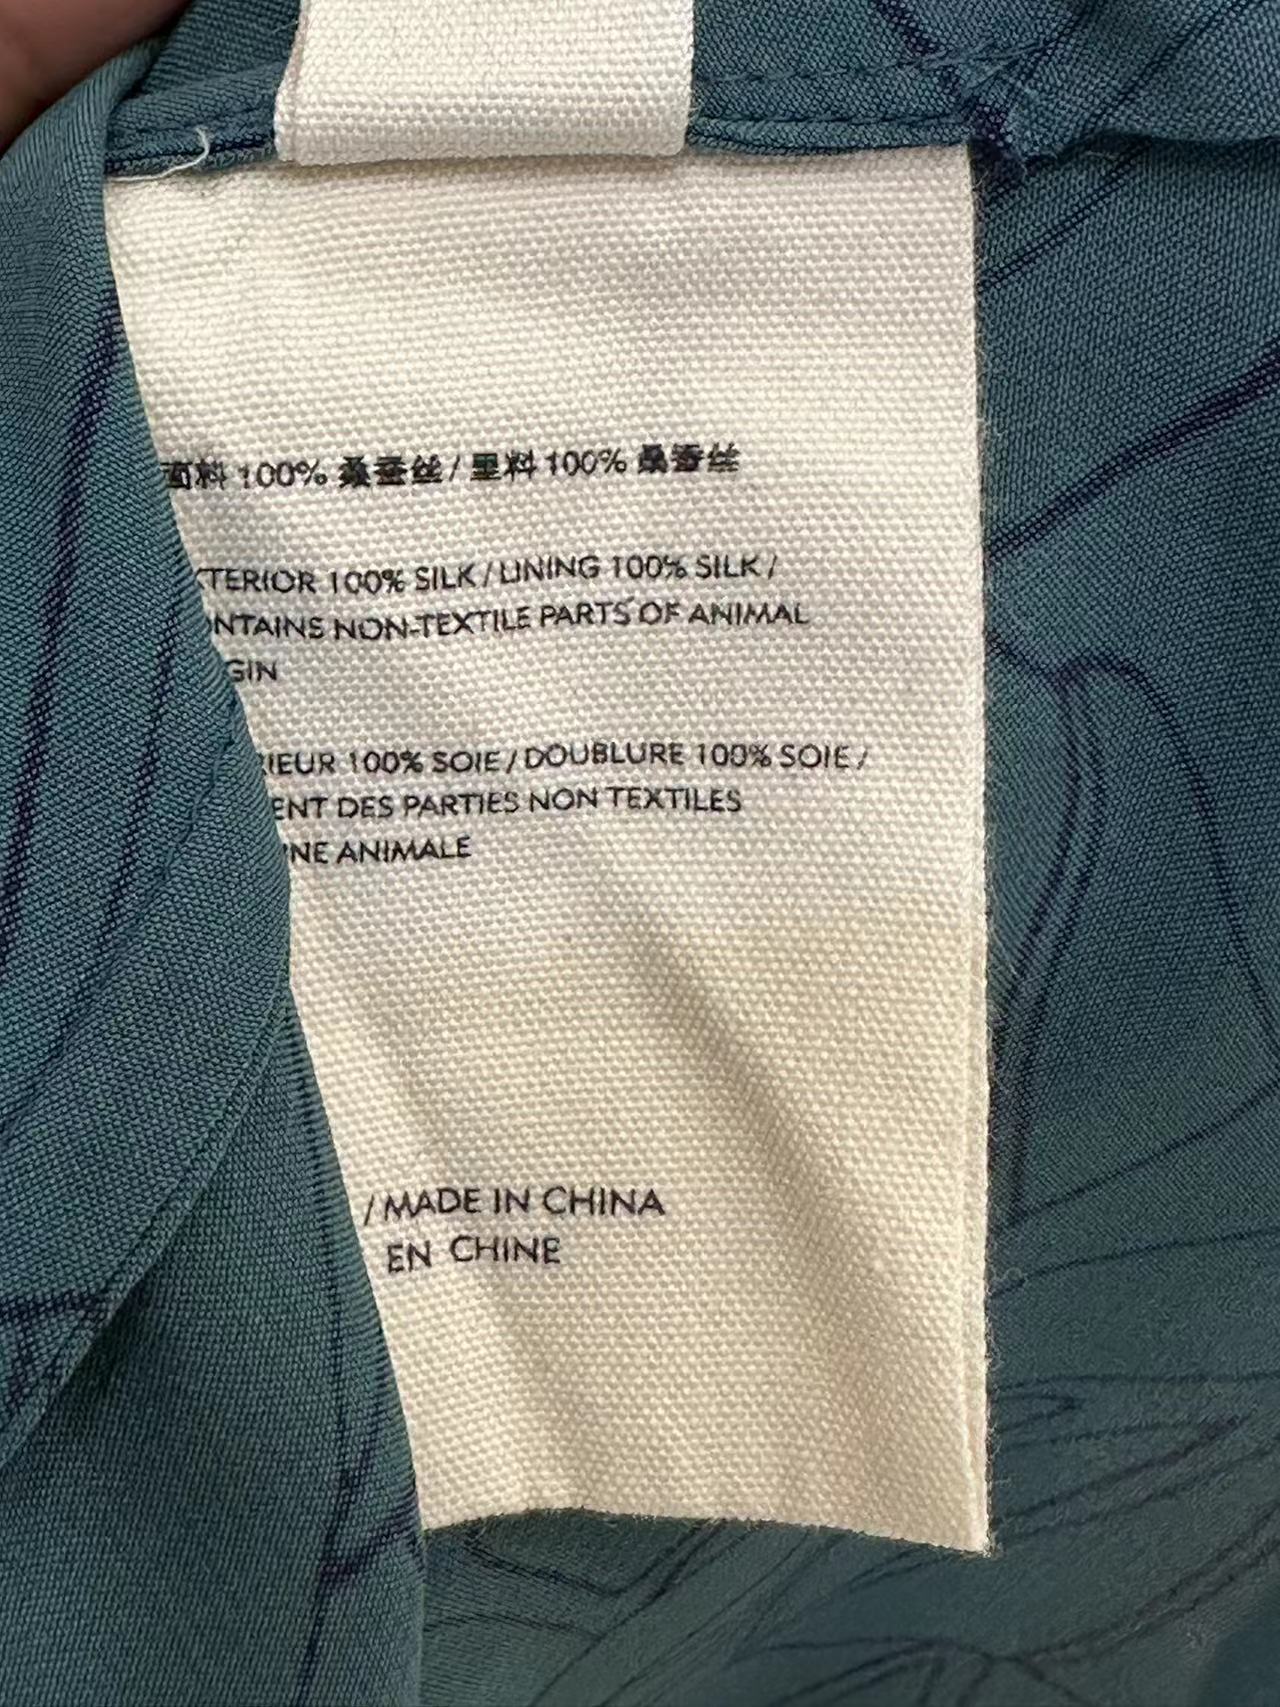 面料 100% 桑蚕丝 / 里料 100% 桑蚕丝
XTERIOR 100% SILK / LINING 100% SILK /
ONTAINS NON-TEXTILE PARTS OF ANIMAL
GIN
RIEUR 100% SOIE / DOUBLURE 100% SOIE /
ENT DES PARTIES NON TEXTILES
INE ANIMALE
/ MADE IN CHINA
EN CHINE